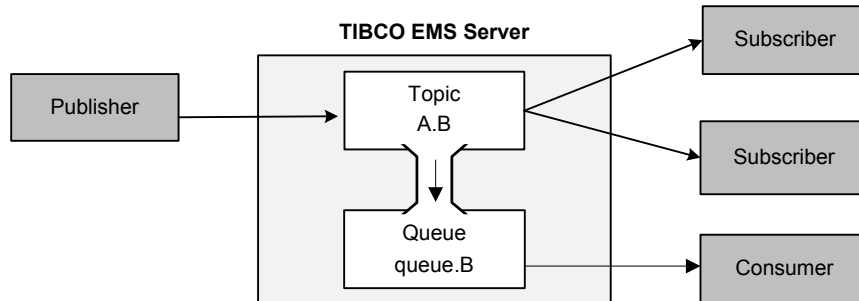 TIBCO EMS Server
Subscriber
Publisher
Topic
A.B
Subscriber
Queue
queue.B
Consumer